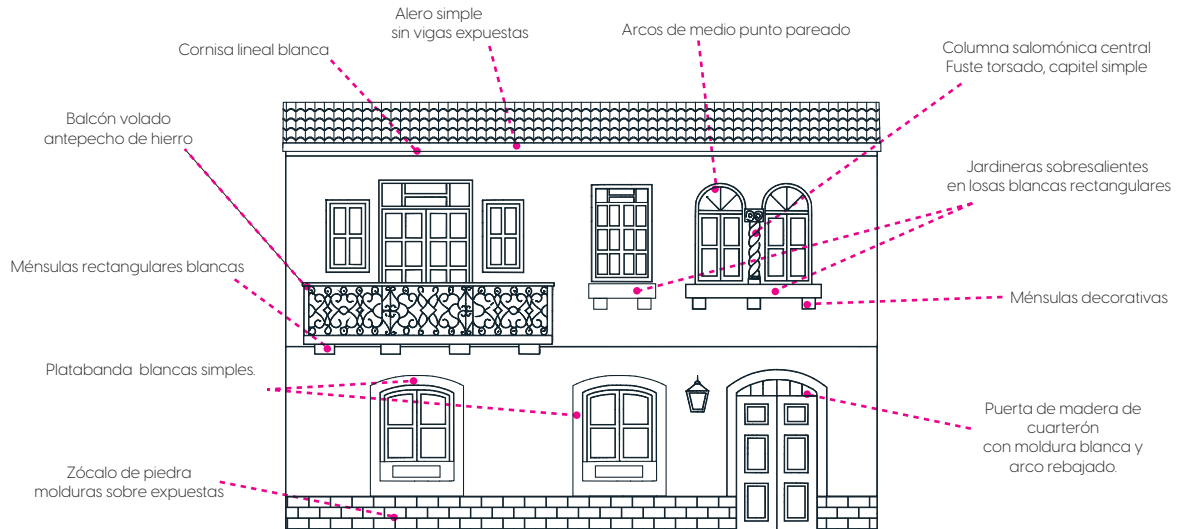 Alero simple
sin vigas expuestas
Cornisa lineal blanca
Arcos de medio punto pareado
Columna salomónica central
Fuste torsado, capitel simple
Balcón volado
antepecho de hierro
Jardineras sobresalientes
en losas blancas rectangulares
Ménsulas rectangulares blancas
Ménsulas decorativas
Platabanda  blancas simples.
Puerta de madera de
cuarterón
con moldura blanca y
arco rebajado.
Zócalo de piedra
molduras sobre expuestas